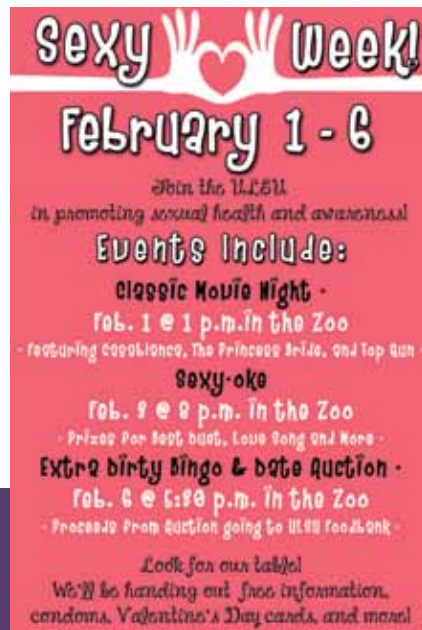 Sexy Week!
February 1 - 6
Join the ULSU
in promoting sexual health and awareness!
Events Include:
Classic Movie Night -
Feb. 1 @ 1 p.m.in the Zoo
- Featuring Casablanca, The Princess Bride, and Top Gun -
Sexy-oke
Feb. @ p.m. in the Zoo
- Prizes for Best Duet, Love Song and More -
Extra Dirty Bingo & Date Auction -
Feb. 6 @ p.m. in the Zoo
- Proceeds from auction going to ULSU Foodbank -
Look for our table!
We'll be handing out free information,
condoms, Valentine's Day cards, and more!